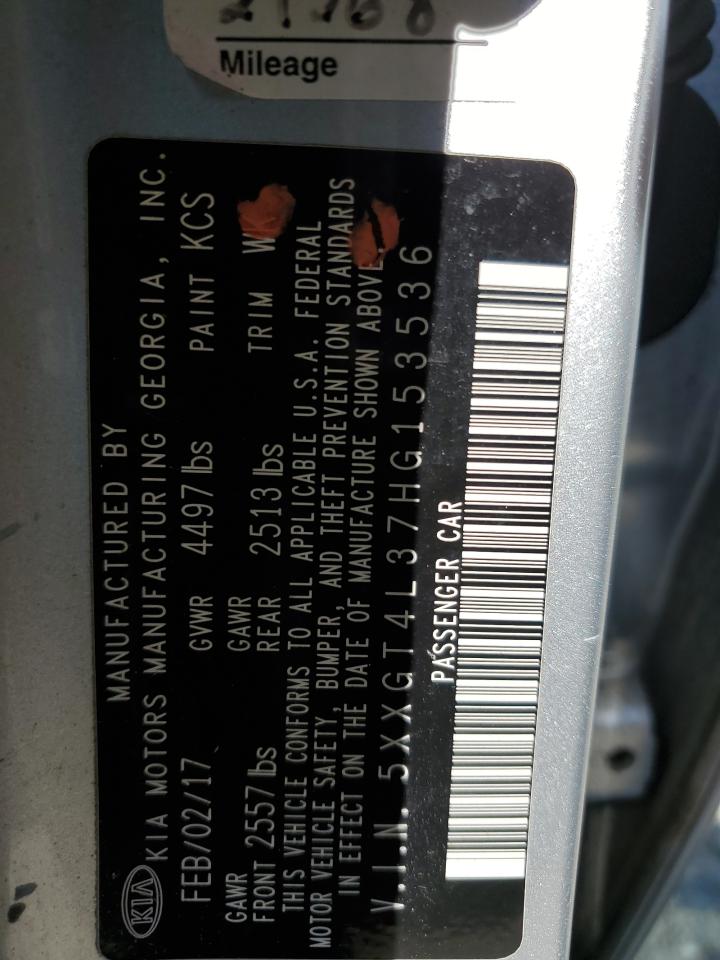 Mileage
MANUFACTURED BY
KIA KIA MOTORS MANUFACTURING GEORGIA, INC.
FEB/02/17 GVWR 4497 lbs PAINT KCS
GAWR FRONT 2557 lbs GAWR REAR 2513 lbs TRIM
THIS VEHICLE CONFORMS TO ALL APPLICABLE U.S.A. FEDERAL
MOTOR VEHICLE SAFETY, BUMPER, AND THEFT PREVENTION STANDARDS
IN EFFECT ON THE DATE OF MANUFACTURE SHOWN ABOVE.
V.I.N. 5XXGT4L37HG153536
PASSENGER CAR